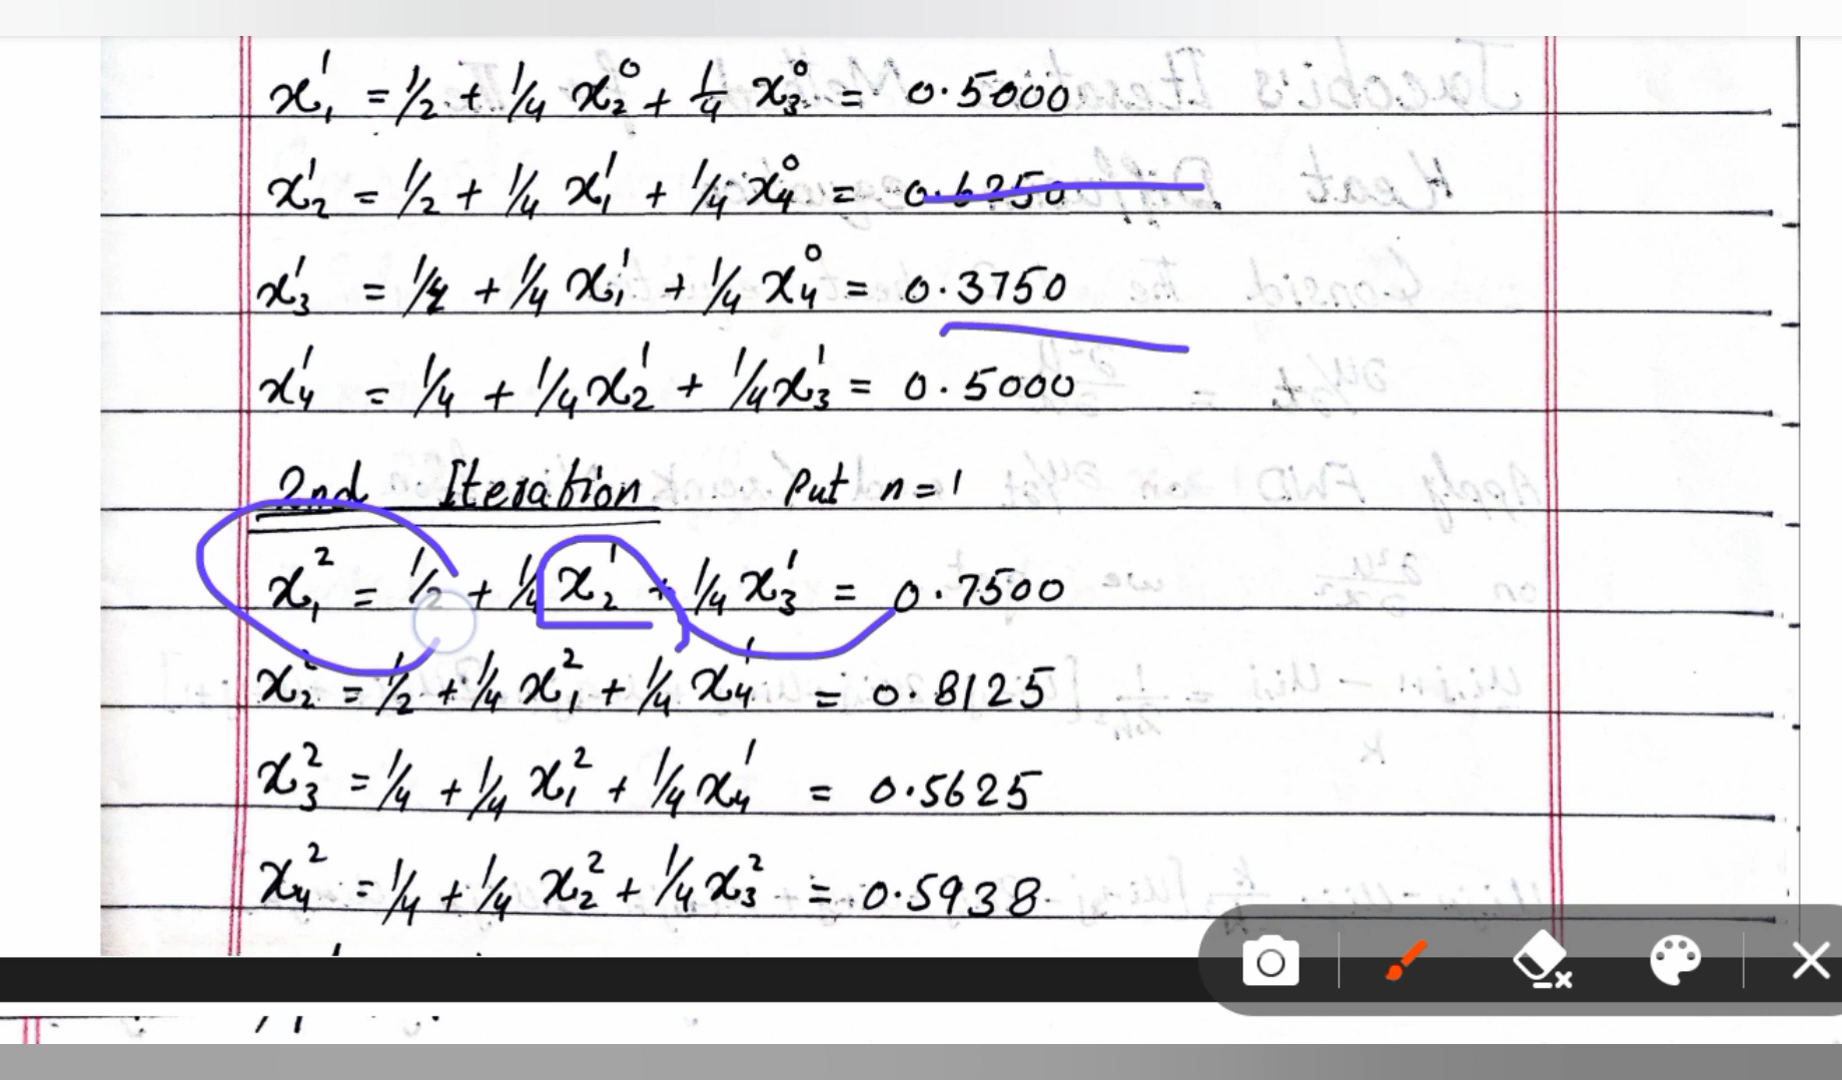 x₁¹ = 1/2 + 1/4 x₂⁰ + 1/4 x₃⁰ = 0.5000
x₂¹ = 1/2 + 1/4 x₁¹ + 1/4 x₄⁰ = 0.6250
x₃¹ = 1/4 + 1/4 x₁¹ + 1/4 x₄⁰ = 0.3750
x₄¹ = 1/4 + 1/4 x₂¹ + 1/4 x₃¹ = 0.5000
2nd Iteration Put n=1
x₁² = 1/2 + 1/4 x₂¹ + 1/4 x₃¹ = 0.7500
x₂² = 1/2 + 1/4 x₁² + 1/4 x₄¹ = 0.8125
x₃² = 1/4 + 1/4 x₁² + 1/4 x₄¹ = 0.5625
x₄² = 1/4 + 1/4 x₂² + 1/4 x₃² = 0.5938